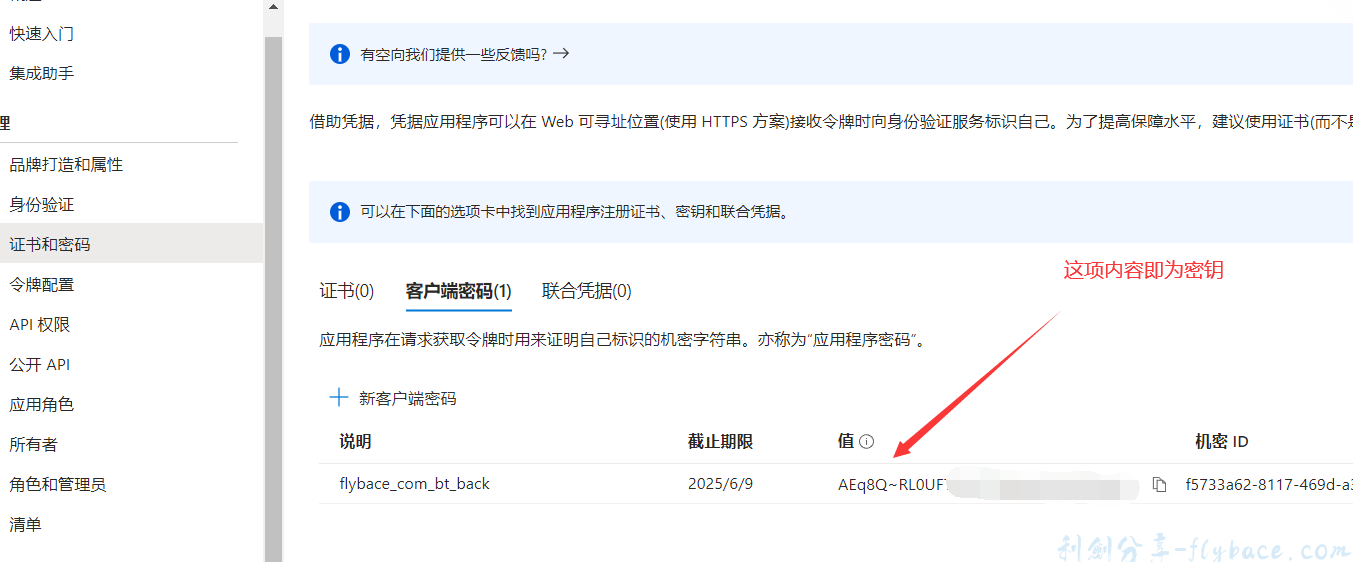 快速入门
集成助手
理
品牌打造和属性
身份验证
证书和密码
令牌配置
API 权限
公开 API
应用角色
所有者
角色和管理员
清单
有空向我们提供一些反馈吗? →
借助凭据，凭据应用程序可以在 Web 可寻址位置(使用 HTTPS 方案)接收令牌时向身份验证服务标识自己。为了提高保障水平，建议使用证书(而不是
可以在下面的选项卡中找到应用程序注册证书、密钥和联合凭据。
这项内容即为密钥
证书(0) 客户端密码(1) 联合凭据(0)
应用程序在请求获取令牌时用来证明自己标识的机密字符串。亦称为"应用程序密码"。
新客户端密码
说明 截止期限 值 机密 ID
flybace_com_bt_back 2025/6/9 AEq8Q~RL0UF f5733a62-8117-469d-a3
利剑分享-flybace.com